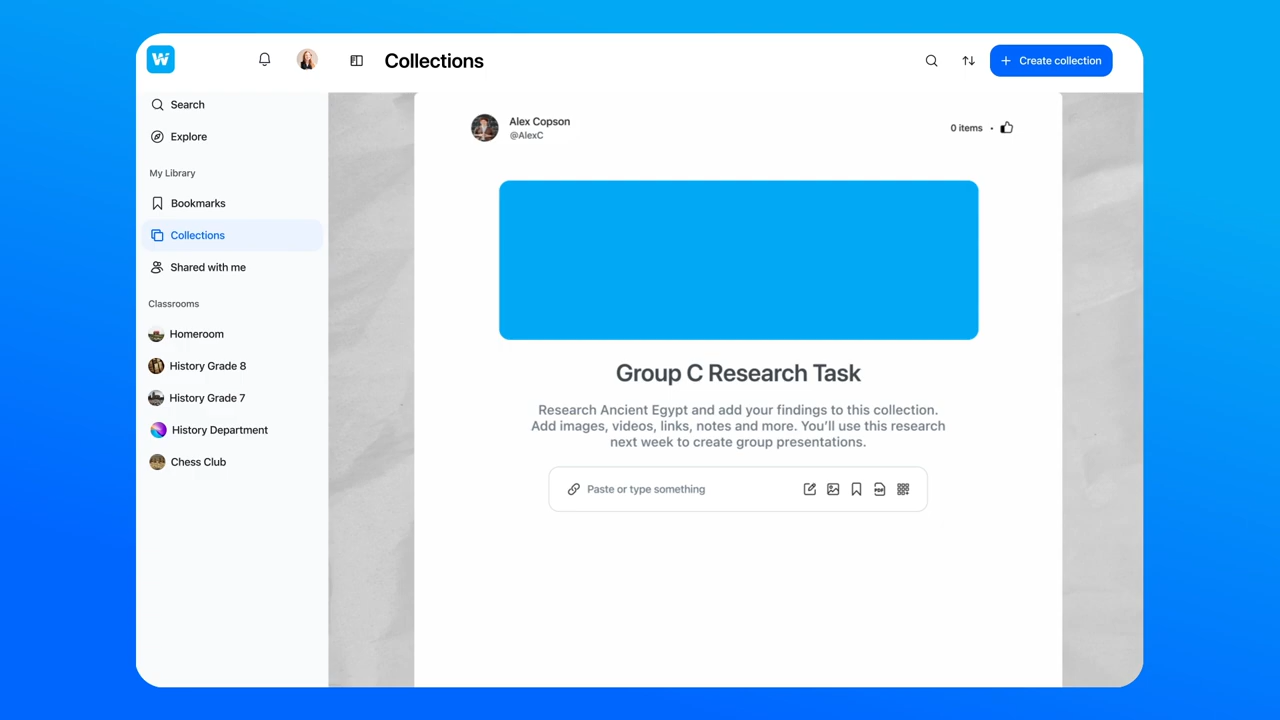 W
Collections
Create collection
Search
Explore
My Library
Bookmarks
Collections
Shared with me
Classrooms
Homeroom
History Grade 8
History Grade 7
History Department
Chess Club
Alex Copson
@AlexC
0 items
Group C Research Task
Research Ancient Egypt and add your findings to this collection.
Add images, videos, links, notes and more. You'll use this research
next week to create group presentations.
Paste or type something
PDF